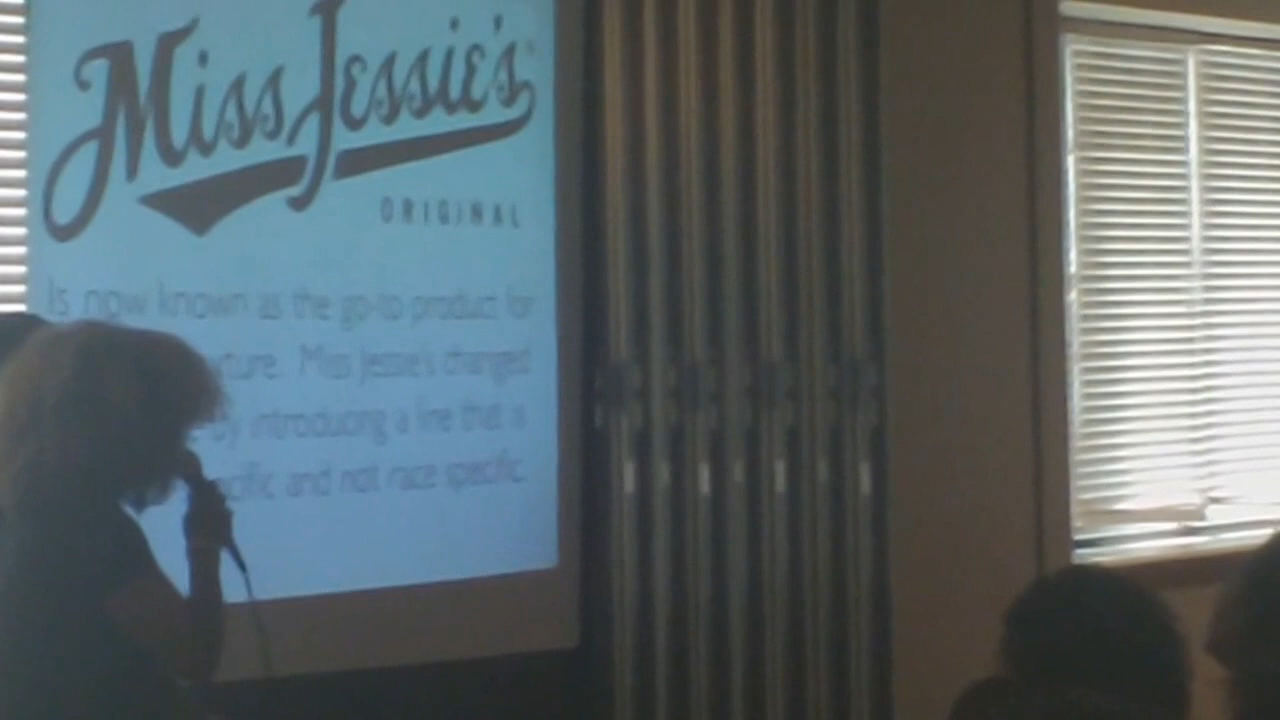 Miss Jessie's
ORIGINAL
Is now known as the go-to product for
Miss Jessie's changed
by introducing a line that is
and not race specific.